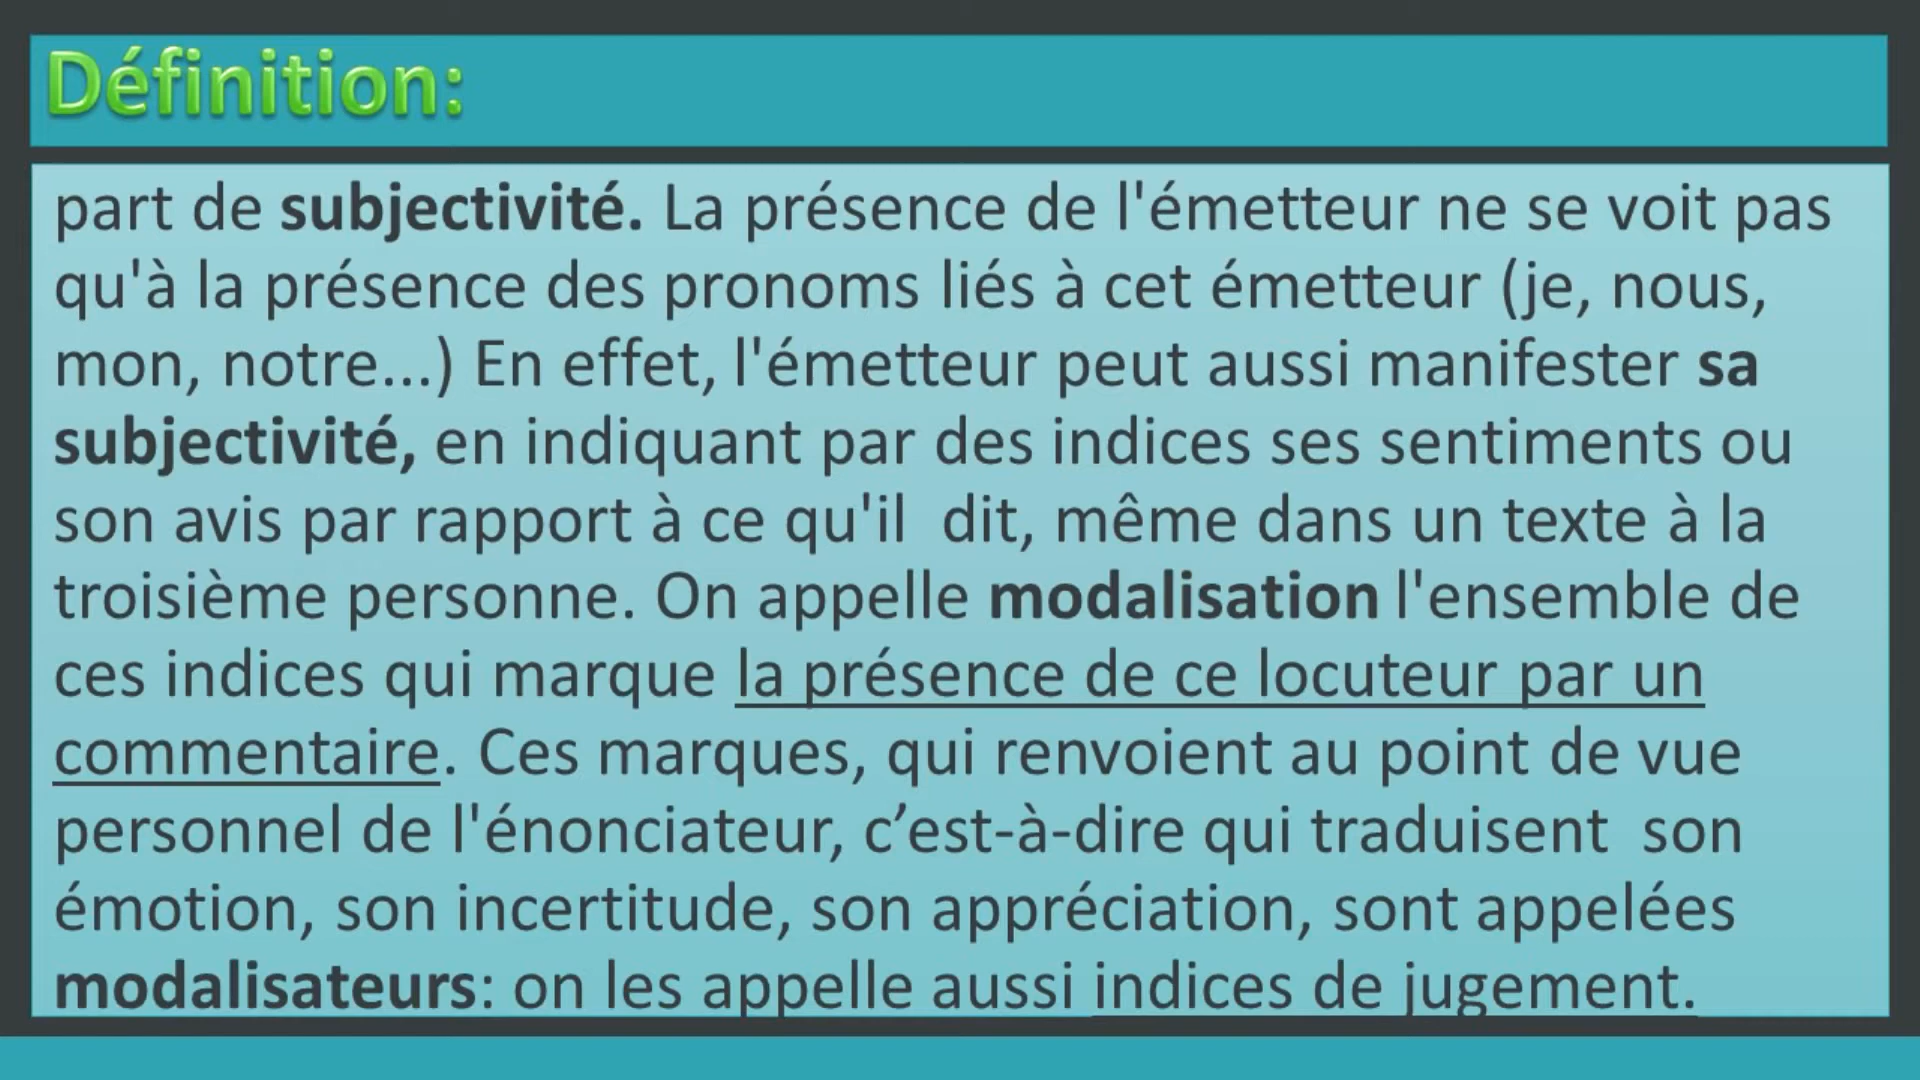 Définition:
part de subjectivité. La présence de l'émetteur ne se voit pas
qu'à la présence des pronoms liés à cet émetteur (je, nous,
mon, notre...) En effet, l'émetteur peut aussi manifester sa
subjectivité, en indiquant par des indices ses sentiments ou
son avis par rapport à ce qu'il  dit, même dans un texte à la
troisième personne. On appelle modalisation l'ensemble de
ces indices qui marque la présence de ce locuteur par un
commentaire. Ces marques, qui renvoient au point de vue
personnel de l'énonciateur, c’est-à-dire qui traduisent  son
émotion, son incertitude, son appréciation, sont appelées
modalisateurs: on les appelle aussi indices de jugement.